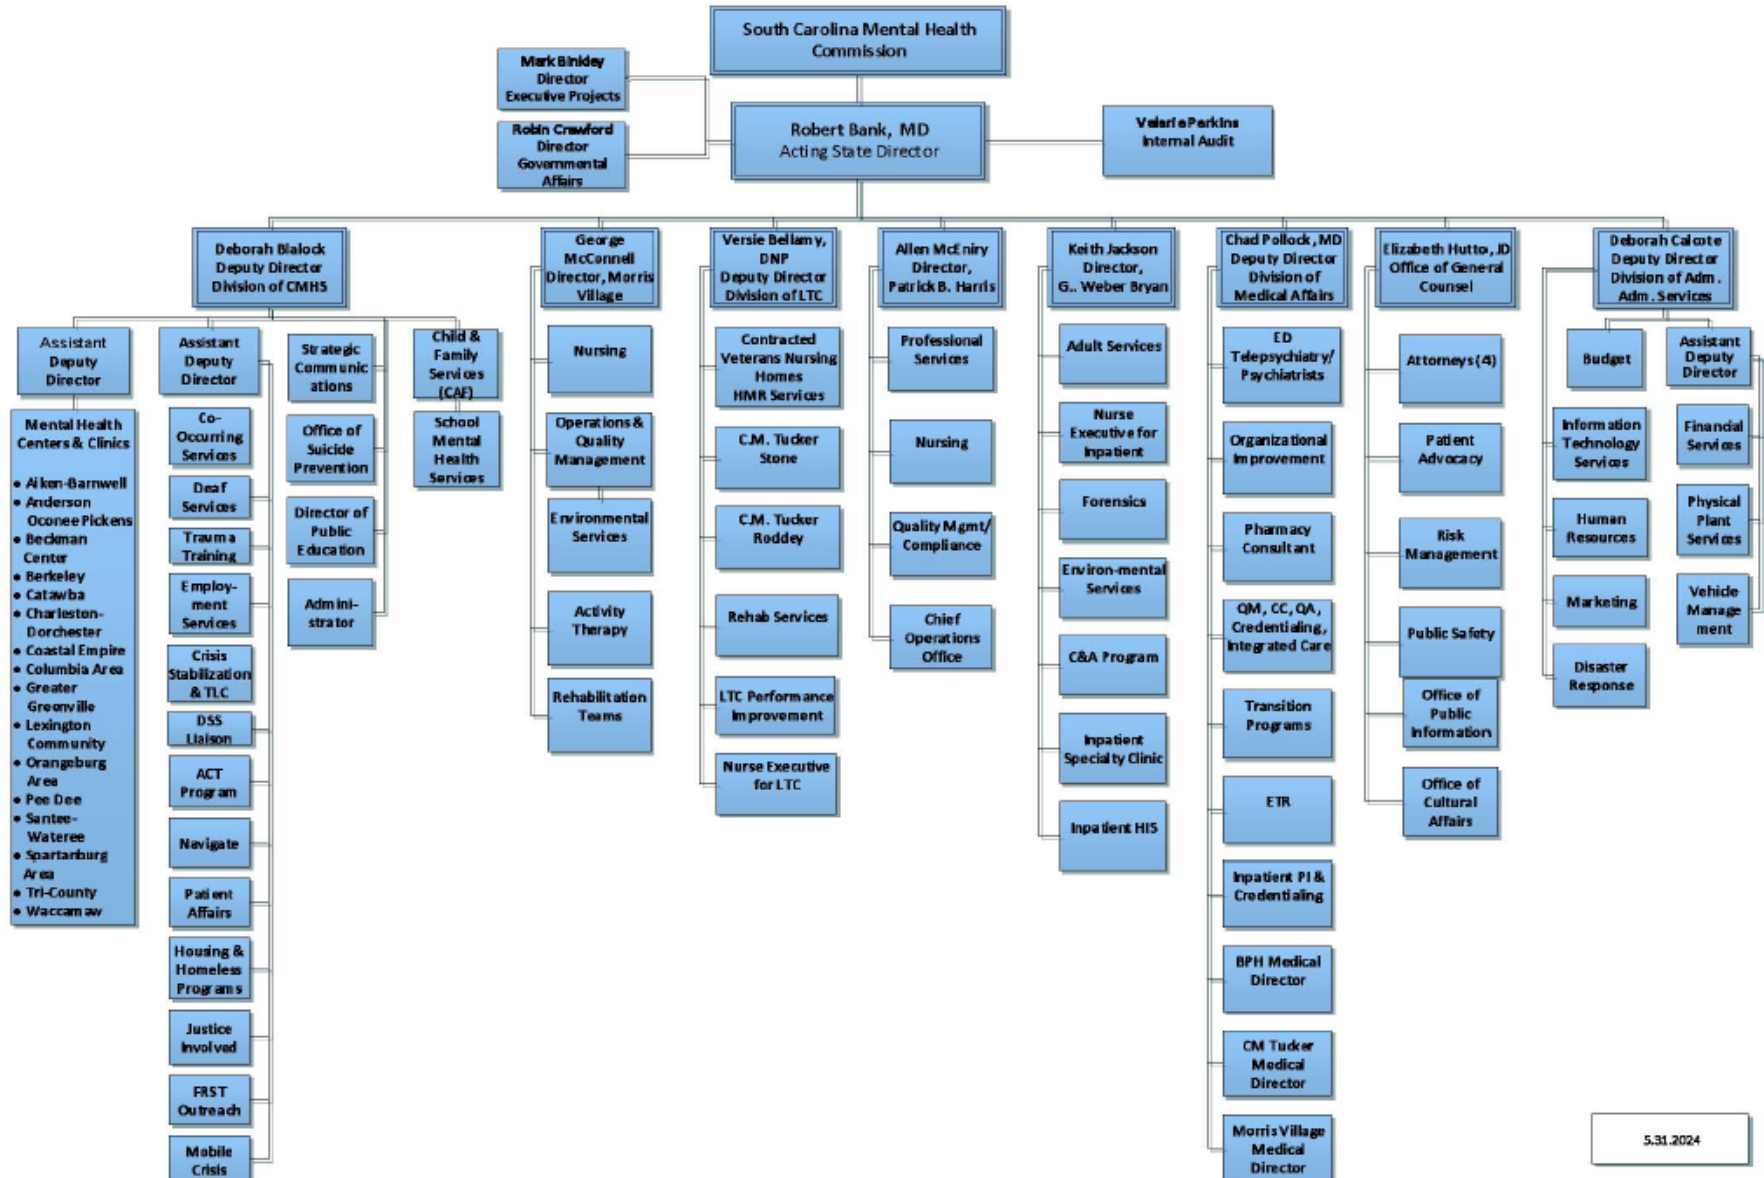 South Carolina Mental Health
Commission
Mark Binkley
Director
Executive Projects
Robin Crawford
Director
Governmental
Affairs
Robert Bank, MD
Acting State Director
Valarie Perkins
Internal Audit
Deborah Blalock
Deputy Director
Division of CMHS
George
McConnell
Director, Morris
Village
Versie Bellamy,
DNP
Deputy Director
Division of LTC
Allen McEniry
Director,
Patrick B. Harris
Keith Jackson
Director,
G.. Weber Bryan
Chad Pollock, MD
Deputy Director
Division of
Medical Affairs
Elizabeth Hutto, JD
Office of General
Counsel
Deborah Calcote
Deputy Director
Division of Adm.
Adm. Services
Assistant
Deputy
Director
Mental Health
Centers & Clinics
• Aiken-Barnwell
• Anderson
Oconee Pickens
• Beckman
Center
• Berkeley
• Catawba
• Charleston-
Dorchester
• Coastal Empire
• Columbia Area
• Greater
Greenville
• Lexington
Community
• Orangeburg
Area
• Pee Dee
• Santee-
Wateree
• Spartanburg
Area
• Tri-County
• Waccamaw
Assistant
Deputy
Director
Co-
Occurring
Services
Deaf
Services
Trauma
Training
Employ-
ment
Services
Crisis
Stabilization
& TLC
DSS
Liaison
ACT
Program
Navigate
Patient
Affairs
Housing &
Homeless
Programs
Justice
Involved
FRST
Outreach
Mobile
Crisis
Strategic
Communic
ations
Office of
Suicide
Prevention
Director of
Public
Education
Admini-
strator
Child &
Family
Services
(CAF)
School
Mental
Health
Services
Nursing
Operations &
Quality
Management
Environmental
Services
Activity
Therapy
Rehabilitation
Teams
Contracted
Veterans Nursing
Homes
HMR Services
C.M. Tucker
Stone
C.M. Tucker
Roddey
Rehab Services
LTC Performance
Improvement
Nurse Executive
for LTC
Professional
Services
Nursing
Quality Mgmt/
Compliance
Chief
Operations
Office
Adult Services
Nurse
Executive for
Inpatient
Forensics
Environ-mental
Services
C&A Program
Inpatient
Specialty Clinic
Inpatient HIS
ED
Telepsychiatry/
Psychiatrists
Organizational
Improvement
Pharmacy
Consultant
QM, CC, QA,
Credentialing,
Integrated Care
Transition
Programs
ETR
Inpatient PI &
Credentialing
BPH Medical
Director
CM Tucker
Medical
Director
Morris Village
Medical
Director
Attorneys (4)
Patient
Advocacy
Risk
Management
Public Safety
Office of
Public
Information
Office of
Cultural
Affairs
Budget
Information
Technology
Services
Human
Resources
Marketing
Disaster
Response
Assistant
Deputy
Director
Financial
Services
Physical
Plant
Services
Vehicle
Manage
ment
5.31.2024